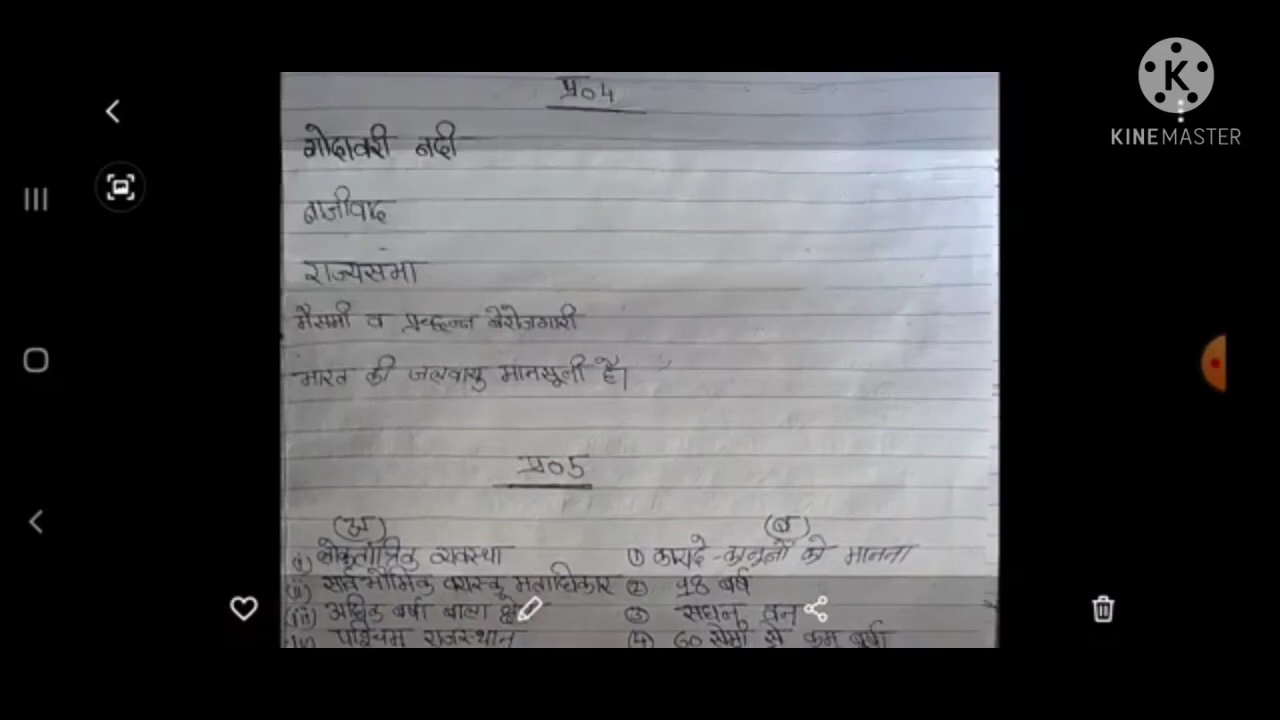 प्र०4
गोदावरी नदी
नाजीवाद
राज्यसभा
मौसमी व प्रच्छन्न बेरोजगारी
भारत की जलवायु मानसूनी है।
प्र०5
(अ) (ब)
(i) लोकतांत्रिक व्यवस्था ① कायदे-कानूनों को मानना
(ii) सार्वभौमिक वयस्क मताधिकार ② 18 वर्ष
(iii) अधिक वर्षा वाला ③ सघन वन
(iv) पश्चिम राजस्थान ④ 60 सेमी से कम वर्षा
K
KINEMASTER